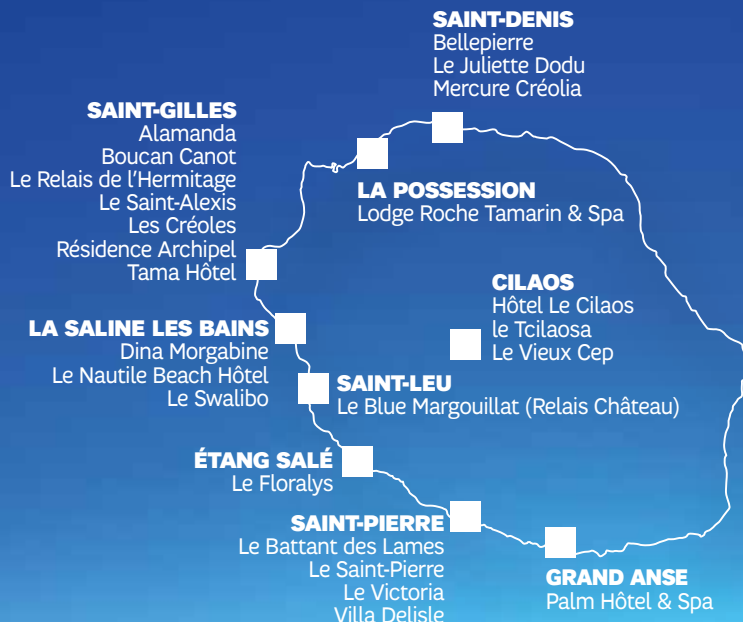 SAINT-DENIS
Bellepierre
Le Juliette Dodu
Mercure Créolia
SAINT-GILLES
Alamanda
Boucan Canot
Le Relais de l'Hermitage
Le Saint-Alexis
Les Créoles
Résidence Archipel
Tama Hôtel
LA POSSESSION
Lodge Roche Tamarin & Spa
CILAOS
Hôtel Le Cilaos
le Tcilaosa
Le Vieux Cep
LA SALINE LES BAINS
Dina Morgabine
Le Nautile Beach Hôtel
Le Swalibo
SAINT-LEU
Le Blue Margouillat (Relais Château)
ÉTANG SALÉ
Le Floralys
SAINT-PIERRE
Le Battant des Lames
Le Saint-Pierre
Le Victoria
Villa Delisle
GRAND ANSE
Palm Hôtel & Spa